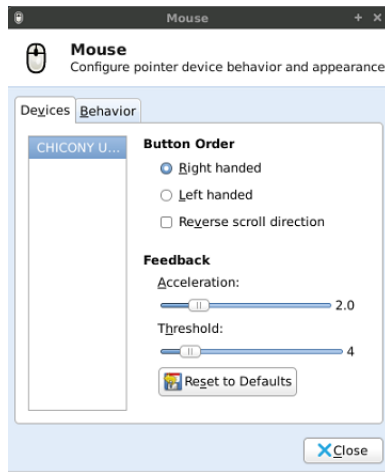 Mouse
Mouse
Configure pointer device behavior and appearance
Devices Behavior
CHICONY U...
Button Order
Right handed
Left handed
Reverse scroll direction
Feedback
Acceleration:
2.0
Threshold:
4
Reset to Defaults
Close